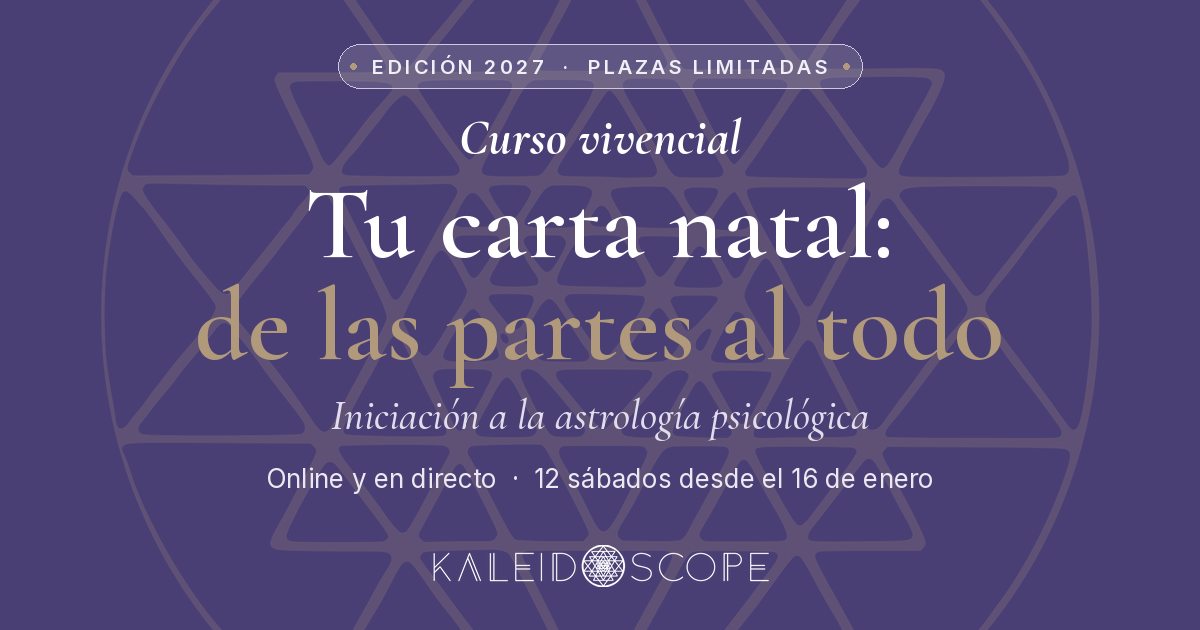 EDICIÓN 2027 · PLAZAS LIMITADAS
Curso vivencial
Tu carta natal:
de las partes al todo
Iniciación a la astrología psicológica
Online y en directo · 12 sábados desde el 16 de enero
KALEIDOSCOPE